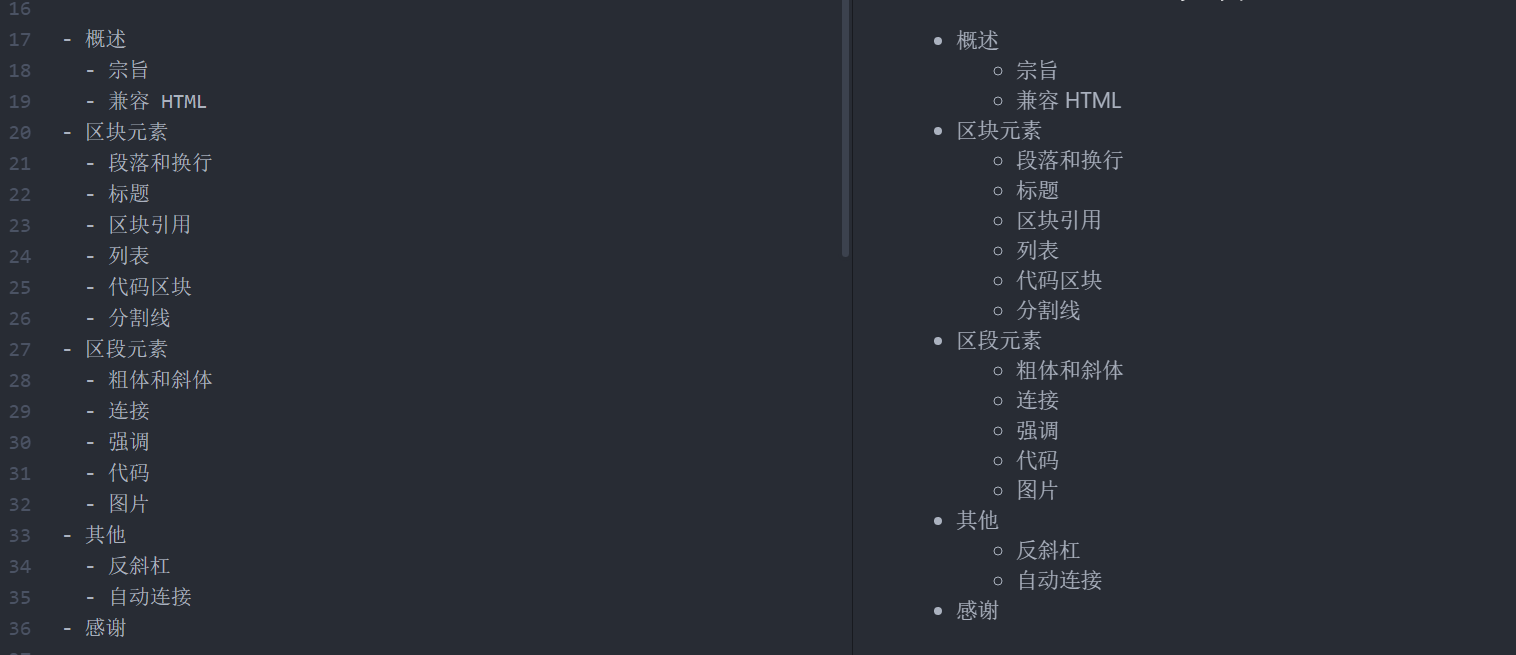 16
17 - 概述
18 - 宗旨
19 - 兼容 HTML
20 - 区块元素
21 - 段落和换行
22 - 标题
23 - 区块引用
24 - 列表
25 - 代码区块
26 - 分割线
27 - 区段元素
28 - 粗体和斜体
29 - 连接
30 - 强调
31 - 代码
32 - 图片
33 - 其他
34 - 反斜杠
35 - 自动连接
36 - 感谢
• 概述
○ 宗旨
○ 兼容 HTML
• 区块元素
○ 段落和换行
○ 标题
○ 区块引用
○ 列表
○ 代码区块
○ 分割线
• 区段元素
○ 粗体和斜体
○ 连接
○ 强调
○ 代码
○ 图片
• 其他
○ 反斜杠
○ 自动连接
• 感谢